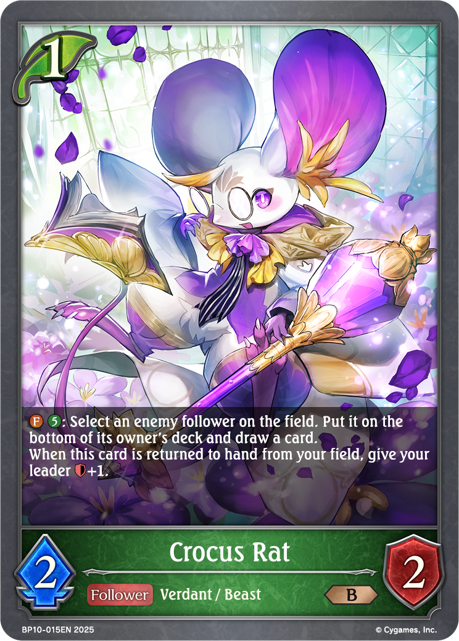 1
F 5: Select an enemy follower on the field. Put it on the
bottom of its owner's deck and draw a card.
When this card is returned to hand from your field, give your
leader +1.
Crocus Rat
2
Follower Verdant / Beast B
2
BP10-015EN 2025 © Cygames, Inc.